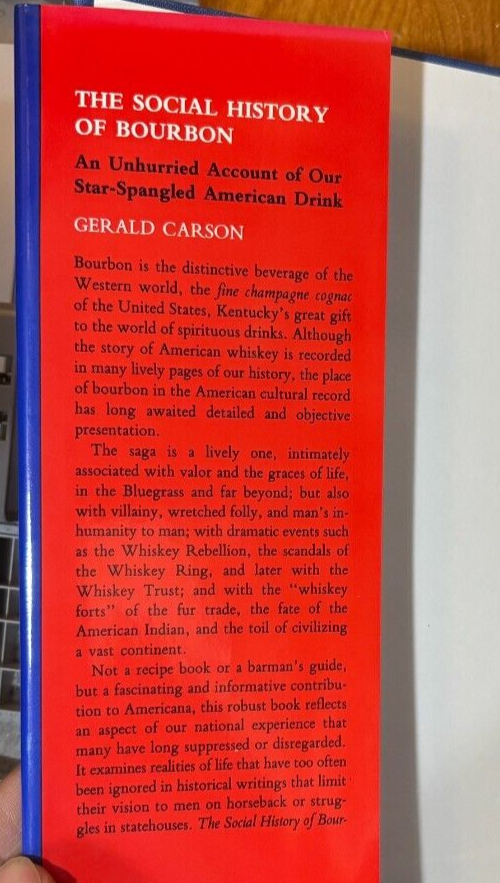 THE SOCIAL HISTORY
OF BOURBON
An Unhurried Account of Our
Star-Spangled American Drink
GERALD CARSON
Bourbon is the distinctive beverage of the
Western world, the fine champagne cognac
of the United States, Kentucky's great gift
to the world of spirituous drinks. Although
the story of American whiskey is recorded
in many lively pages of our history, the place
of bourbon in the American cultural record
has long awaited detailed and objective
presentation.
The saga is a lively one, intimately
associated with valor and the graces of life,
in the Bluegrass and far beyond; but also
with villainy, wretched folly, and man's in-
humanity to man; with dramatic events such
as the Whiskey Rebellion, the scandals of
the Whiskey Ring, and later with the
Whiskey Trust; and with the "whiskey
forts" of the fur trade, the fate of the
American Indian, and the toil of civilizing
a vast continent.
Not a recipe book or a barman's guide,
but a fascinating and informative contribu-
tion to Americana, this robust book reflects
an aspect of our national experience that
many have long suppressed or disregarded.
It examines realities of life that have too often
been ignored in historical writings that limit
their vision to men on horseback or strug-
gles in statehouses. The Social History of Bour-